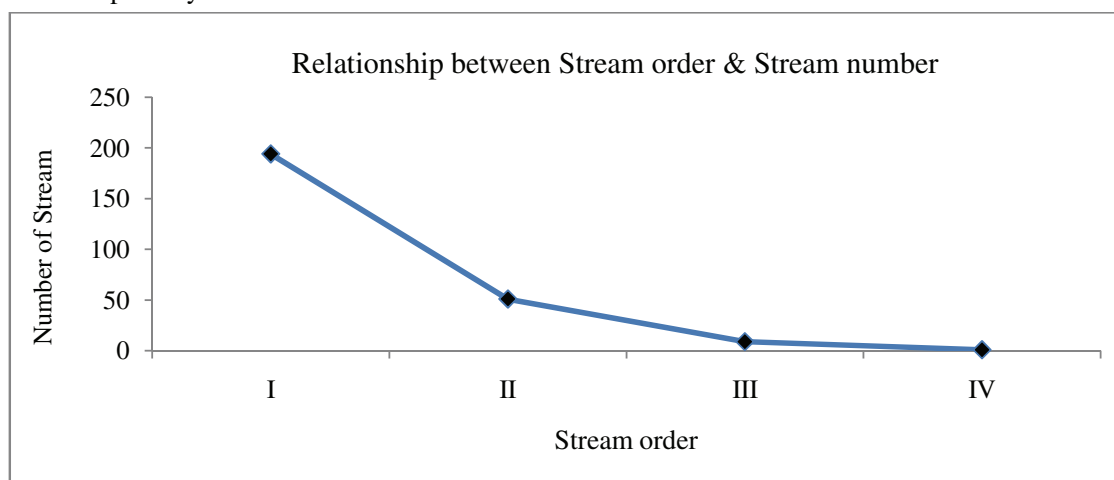 Relationship between Stream order & Stream number
250
200
150
100
50
0
Number of Stream
I II III IV
Stream order